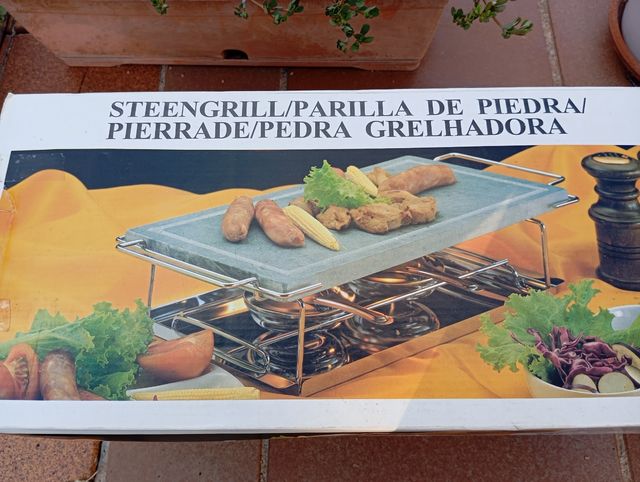 STEENGRILL/PARILLA DE PIEDRA/
PIERRADE/PEDRA GRELHADORA